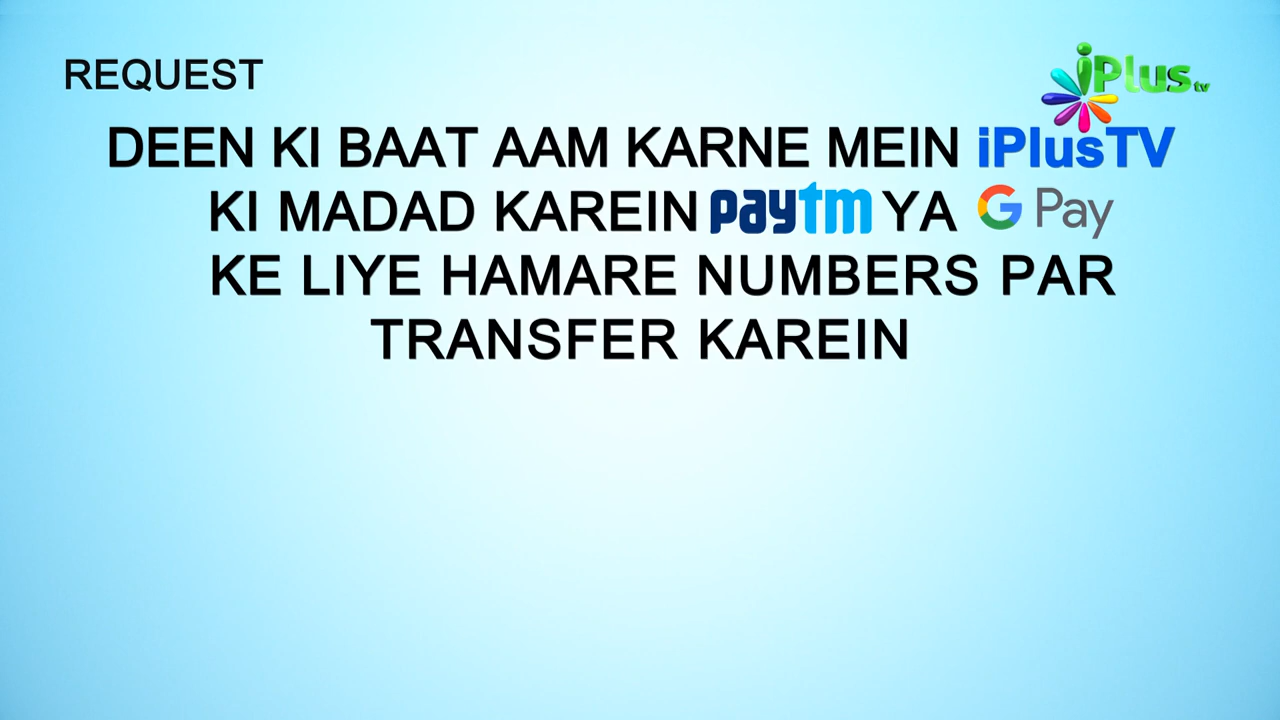 REQUEST
iPlus tv
DEEN KI BAAT AAM KARNE MEIN iPlusTV
KI MADAD KAREIN paytm YA G Pay
KE LIYE HAMARE NUMBERS PAR
TRANSFER KAREIN